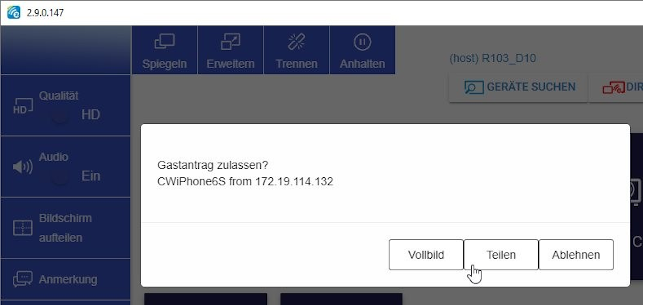 2.9.0.147
Spiegeln
Erweitern
Trennen
Anhalten
(host) R103_D10
GERÄTE SUCHEN
HD
Qualität
HD
Audio
Ein
Bildschirm
aufteilen
Anmerkung
Gastantrag zulassen?
CWiPhone6S from 172.19.114.132
Vollbild
Teilen
Ablehnen